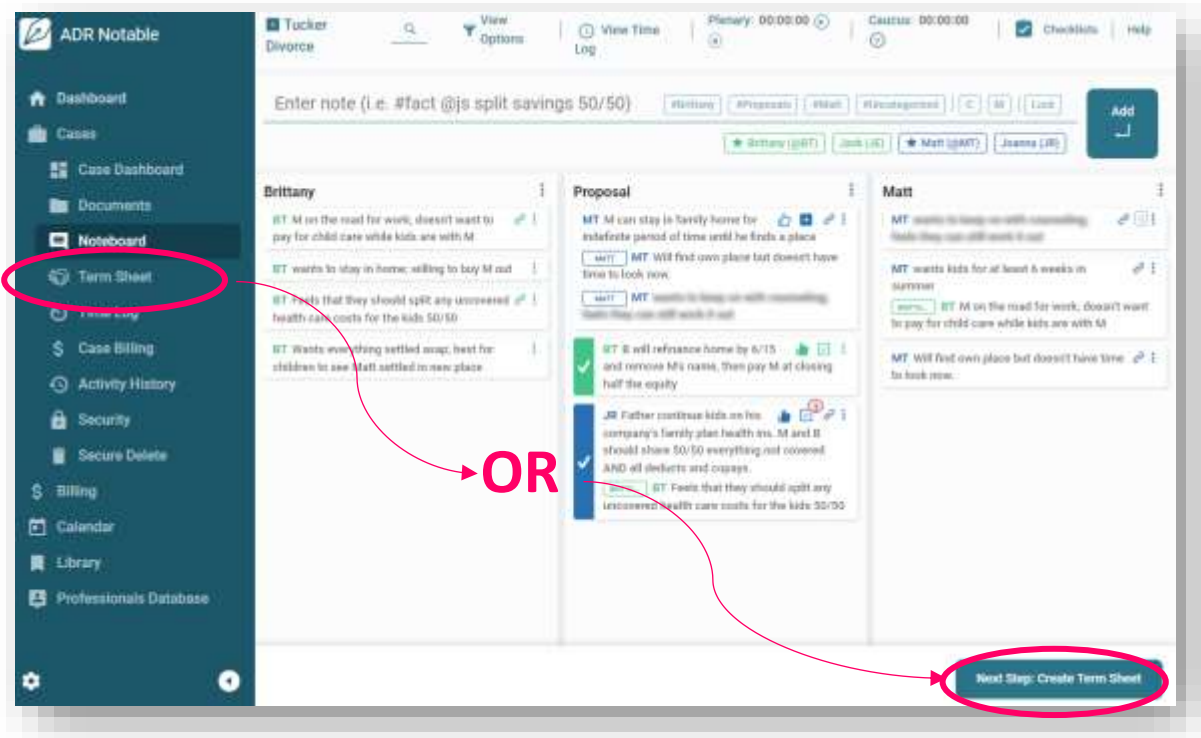 ADR Notable
Dashboard
Cases
Case Dashboard
Documents
Noteboard
Term Sheet
Time Log
Case Billing
Activity History
Security
Secure Delete
Billing
Calendar
Library
Professionals Database
Tucker
Divorce
View
Options
View Time
Log
Plenary: 00:00:00
Caucus: 00:00:00
Checklists
Help
Enter note (i.e. #fact @js split savings 50/50)
#Brittany
#Proposals
#Matt
#Uncategorized
C
M
Lock
Add
★ Brittany (@BT)
★ Matt (@MT)
Joanna (JR)
Brittany
BT M on the road for work, doesn't want to
pay for child care while kids are with M
BT wants to stay in home; willing to buy M out
BT Feels that they should split any uncovered
health care costs for the kids 50/50
BT Wants everything settled asap; best for
children to see Matt settled in new place
Proposal
MT M can stay in family home for
indefinite period of time until he finds a place
MATT MT Will find own place but doesn't have
time to look now.
MATT MT
BT B will refinance home by 6/15
and remove M's name, then pay M at closing
half the equity
JR Father continue kids on his
company's family plan health ins. M and B
should share 50/50 everything not covered
AND all deducts and copays.
BT Feels that they should split any
uncovered health care costs for the kids 50/50
Matt
MT
MT wants kids for at least 6 weeks in
summer
BT M on the road for work, doesn't want
to pay for child care while kids are with M
MT Will find own place but doesn't have time
to look now.
OR
Next Step: Create Term Sheet